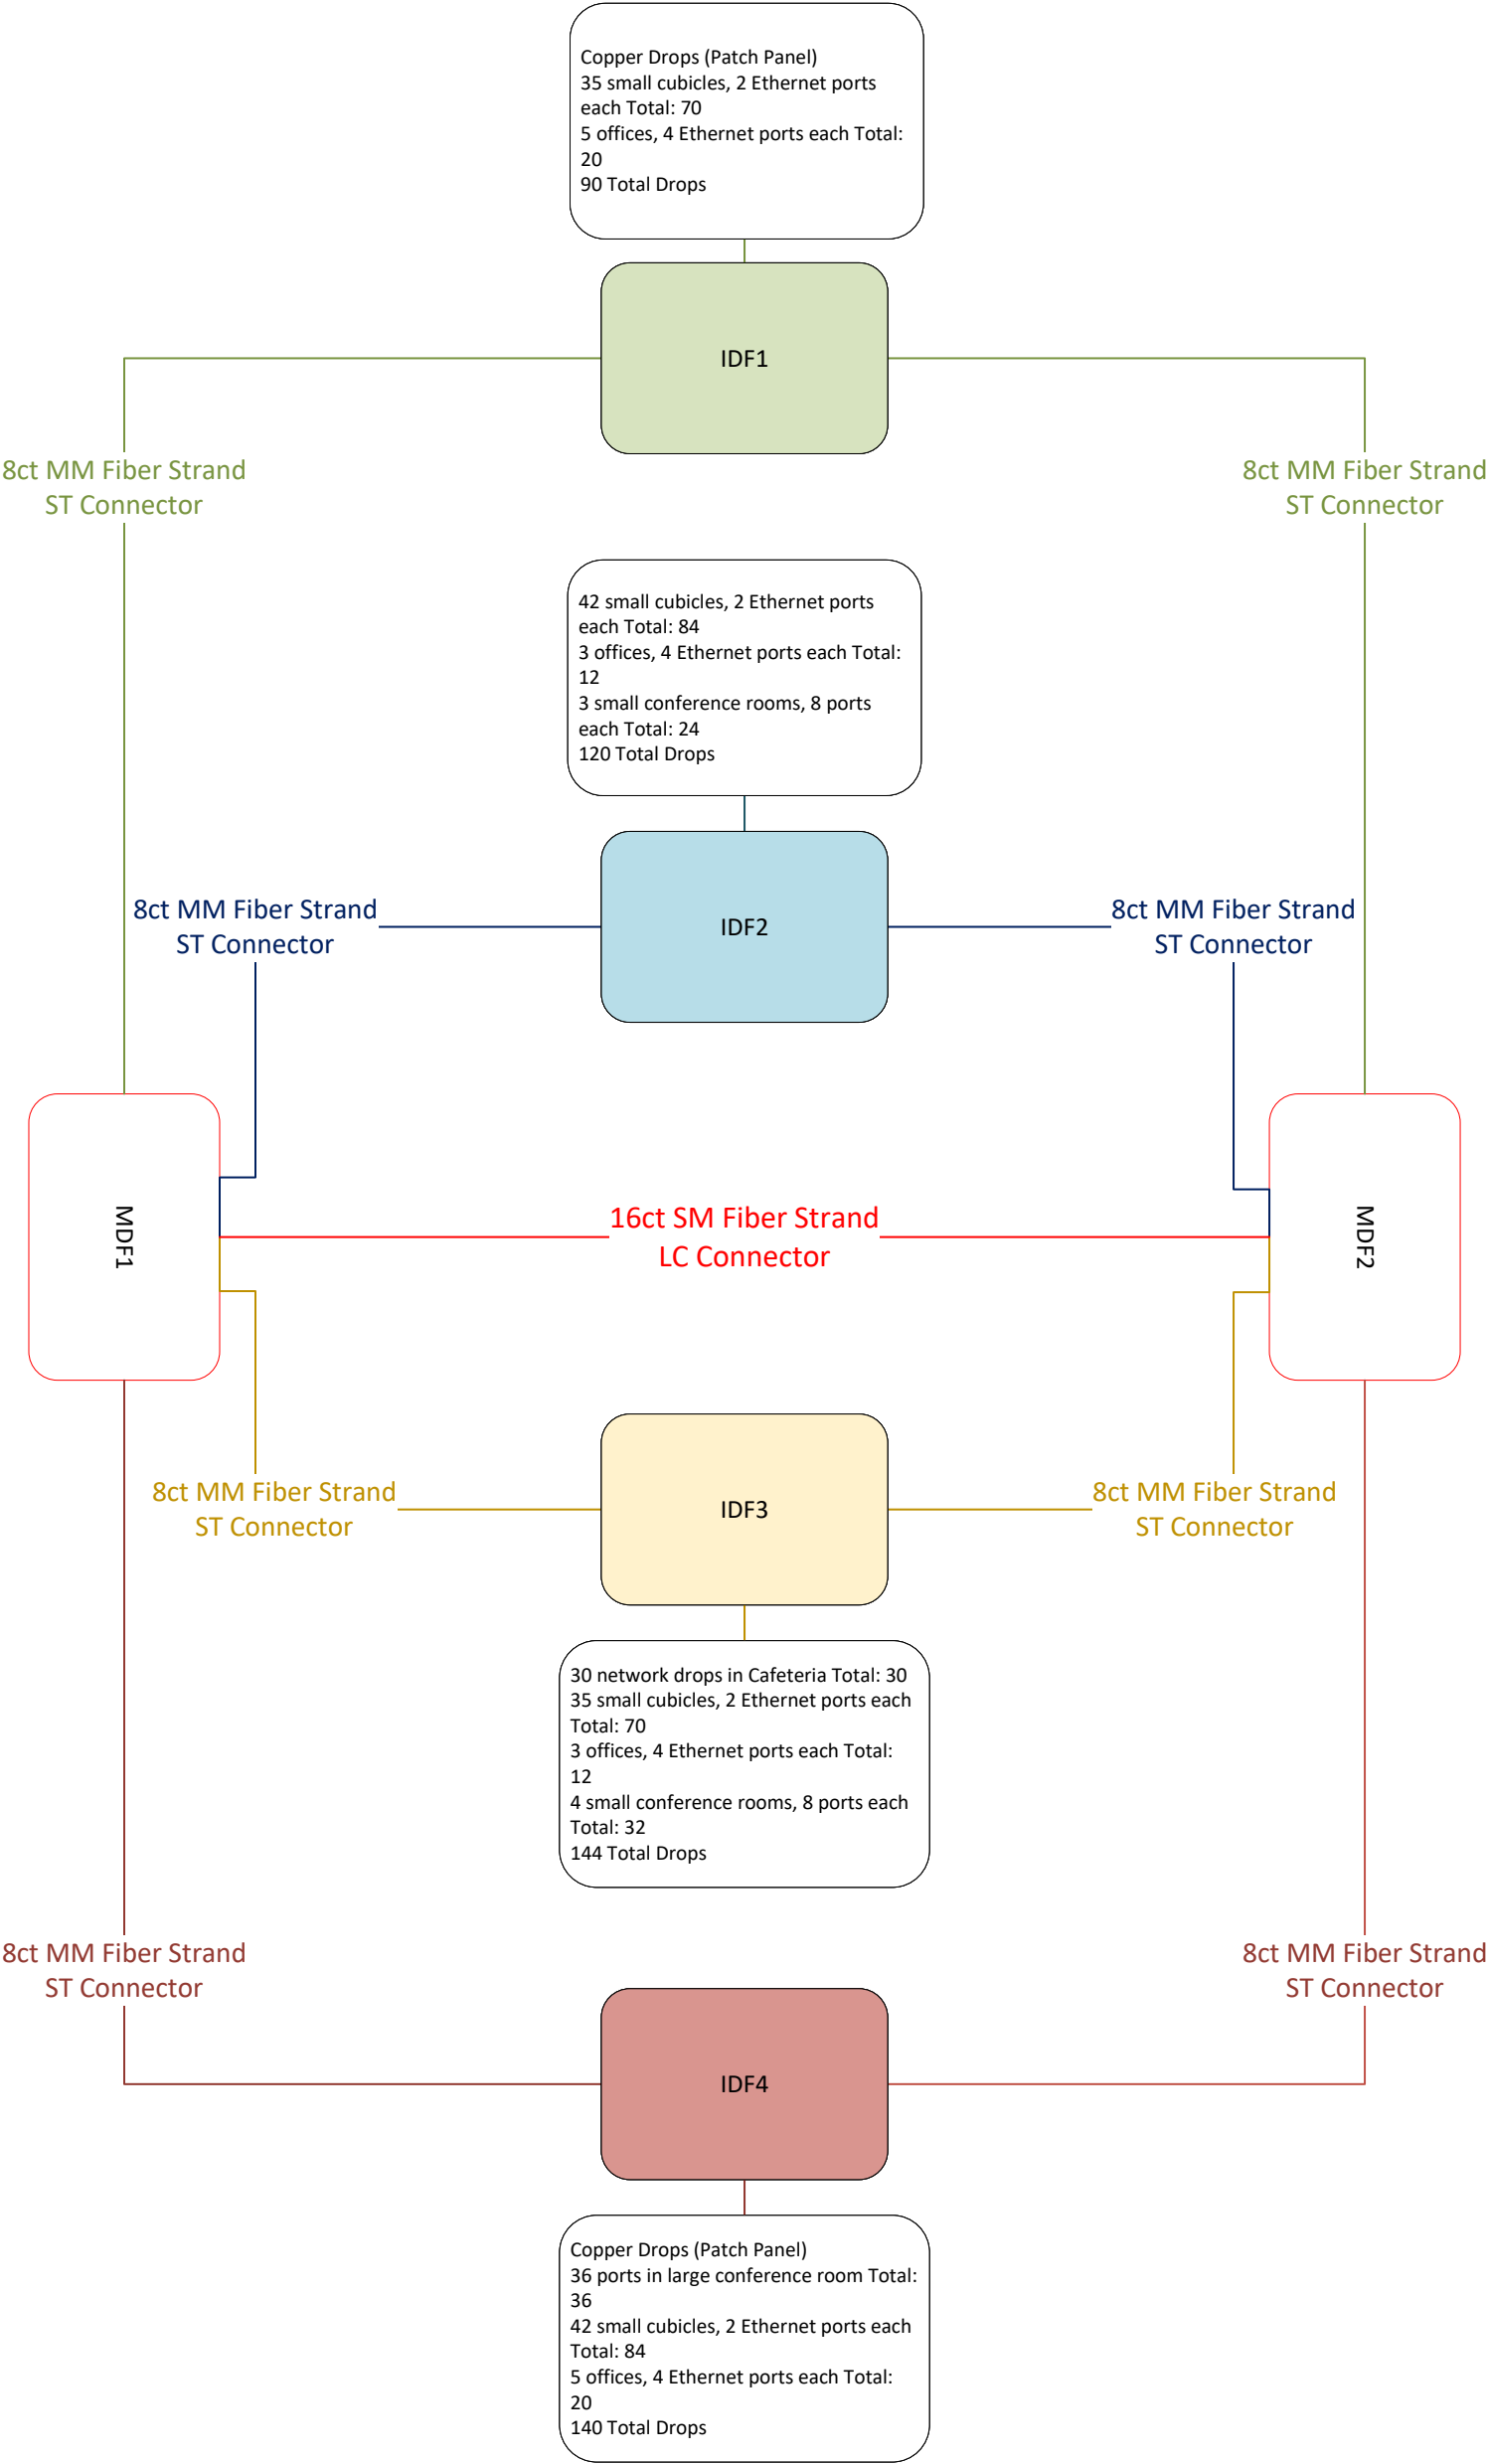 Copper Drops (Patch Panel)
35 small cubicles, 2 Ethernet ports
each Total: 70
5 offices, 4 Ethernet ports each Total:
20
90 Total Drops
IDF1
8ct MM Fiber Strand
ST Connector
8ct MM Fiber Strand
ST Connector
42 small cubicles, 2 Ethernet ports
each Total: 84
3 offices, 4 Ethernet ports each Total:
12
3 small conference rooms, 8 ports
each Total: 24
120 Total Drops
8ct MM Fiber Strand
ST Connector
IDF2
8ct MM Fiber Strand
ST Connector
MDF1
16ct SM Fiber Strand
LC Connector
MDF2
8ct MM Fiber Strand
ST Connector
IDF3
8ct MM Fiber Strand
ST Connector
30 network drops in Cafeteria Total: 30
35 small cubicles, 2 Ethernet ports each
Total: 70
3 offices, 4 Ethernet ports each Total:
12
4 small conference rooms, 8 ports each
Total: 32
144 Total Drops
8ct MM Fiber Strand
ST Connector
8ct MM Fiber Strand
ST Connector
IDF4
Copper Drops (Patch Panel)
36 ports in large conference room Total:
36
42 small cubicles, 2 Ethernet ports each
Total: 84
5 offices, 4 Ethernet ports each Total:
20
140 Total Drops